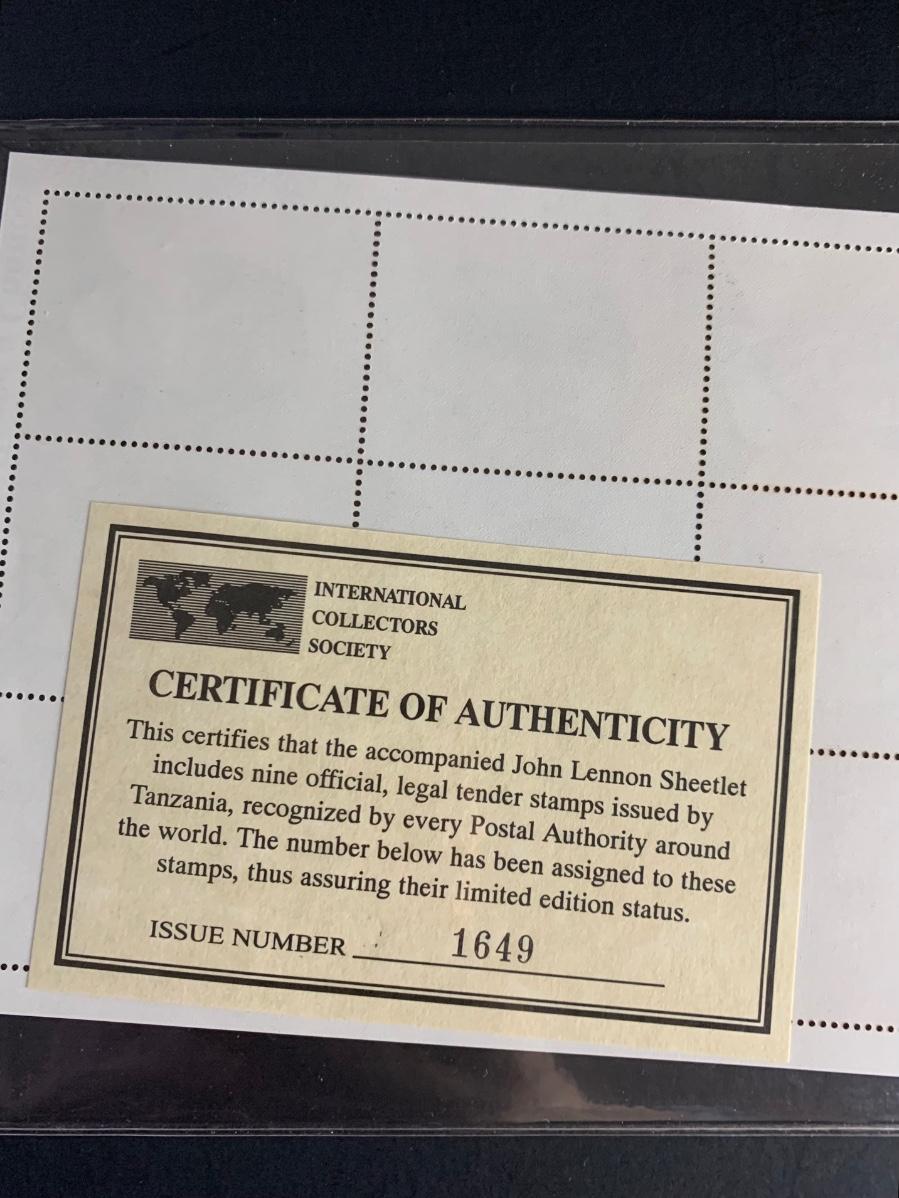 INTERNATIONAL
COLLECTORS
SOCIETY
CERTIFICATE OF AUTHENTICITY
This certifies that the accompanied John Lennon Sheetlet
includes nine official, legal tender stamps issued by
Tanzania, recognized by every Postal Authority around
the world. The number below has been assigned to these
stamps, thus assuring their limited edition status.
ISSUE NUMBER 1649